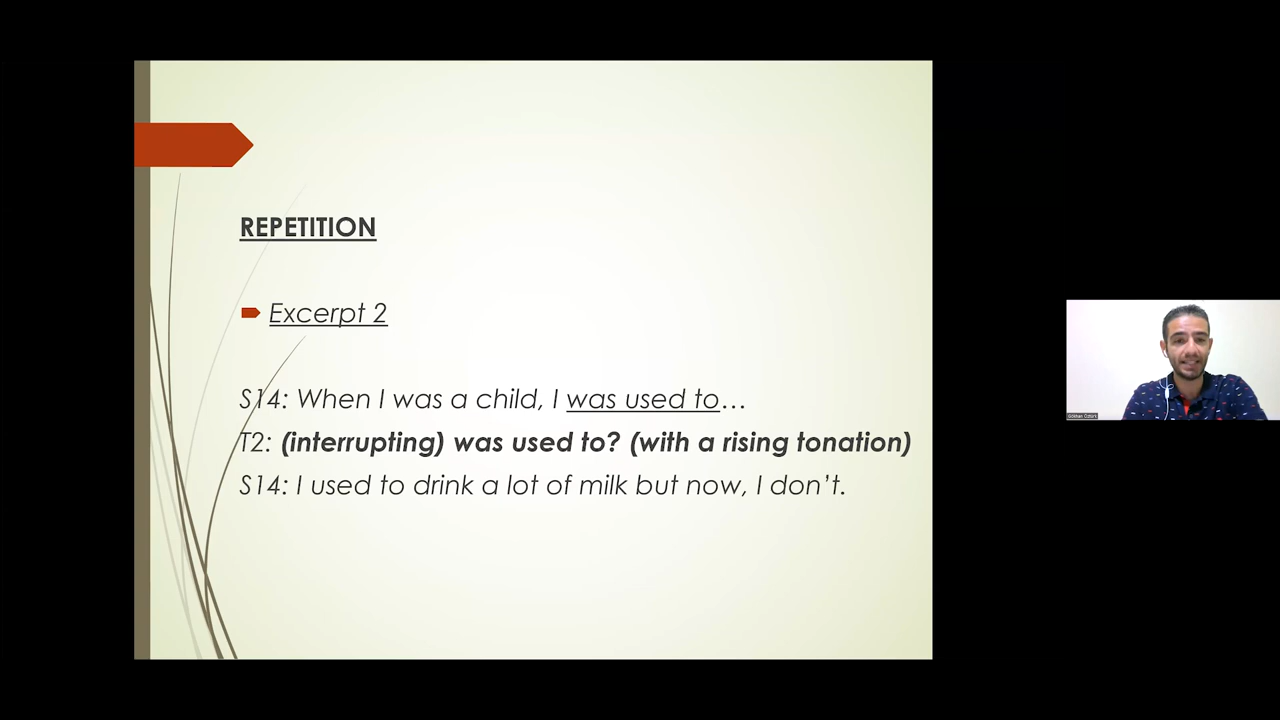 REPETITION
Excerpt 2
S14: When I was a child, I was used to…
T2: (interrupting) was used to? (with a rising tonation)
S14: I used to drink a lot of milk but now, I don’t.